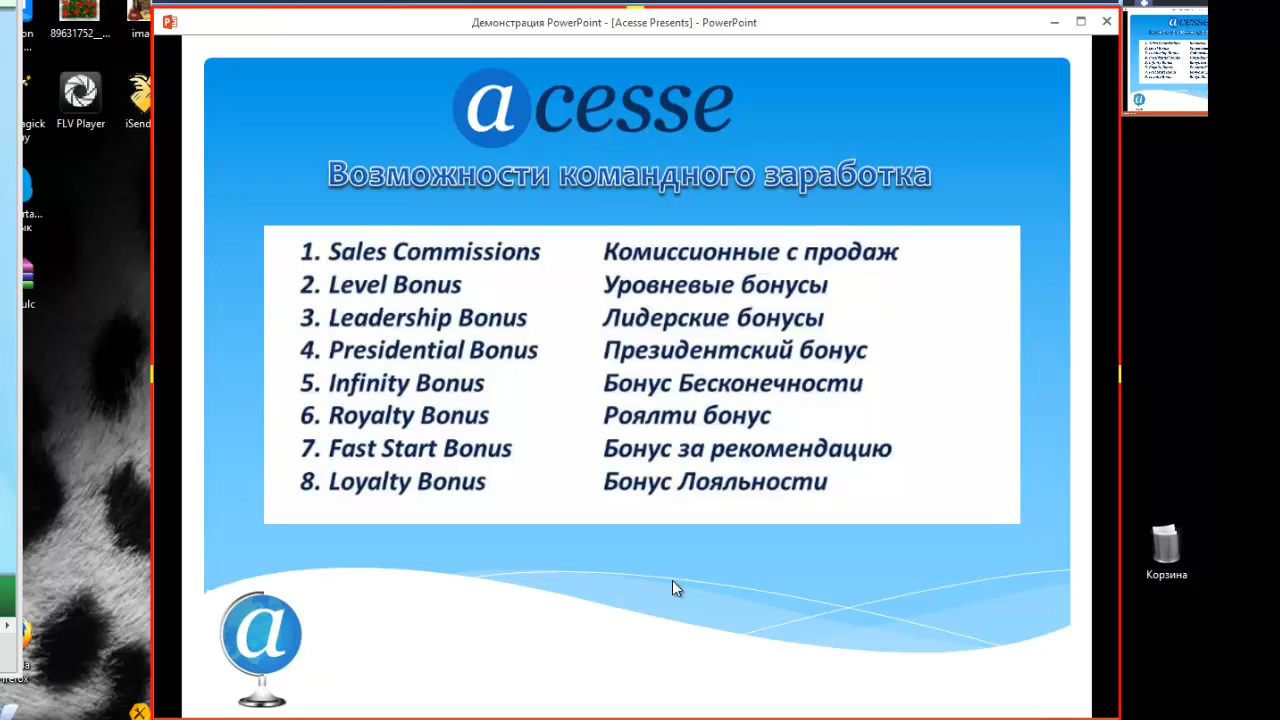 Демонстрация PowerPoint - [Acesse Presents] - PowerPoint
89631752__...
ima
FLV Player
iSend
acesse
Возможности командного заработка
1. Sales Commissions Комиссионные с продаж
2. Level Bonus Уровневые бонусы
3. Leadership Bonus Лидерские бонусы
4. Presidential Bonus Президентский бонус
5. Infinity Bonus Бонус Бесконечности
6. Royalty Bonus Роялти бонус
7. Fast Start Bonus Бонус за рекомендацию
8. Loyalty Bonus Бонус Лояльности
a
Корзина